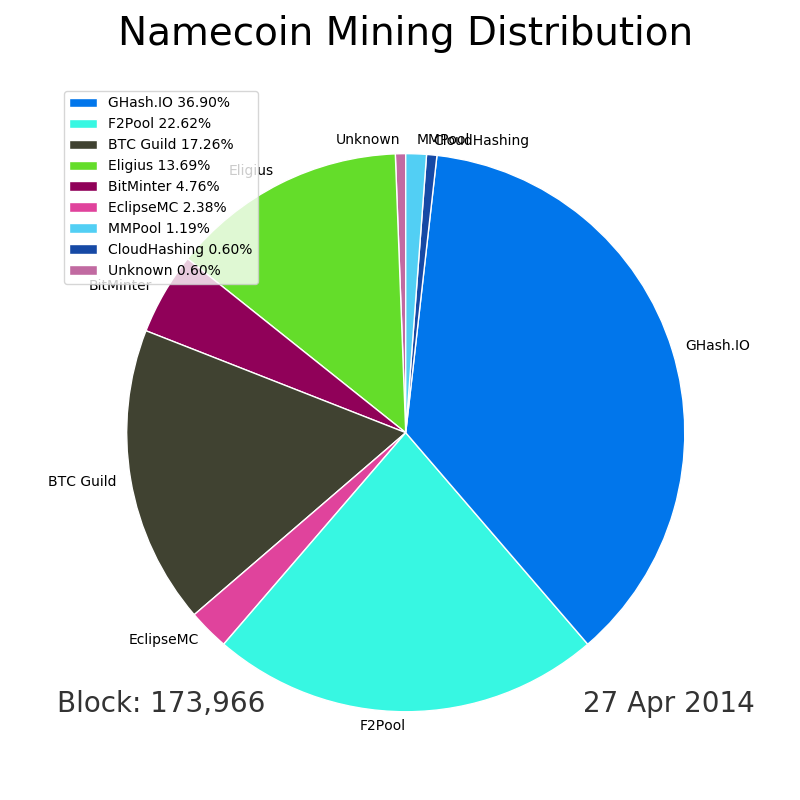 Namecoin Mining Distribution
GHash.IO 36.90%
F2Pool 22.62%
BTC Guild 17.26%
Eligius 13.69%
BitMinter 4.76%
EclipseMC 2.38%
MMPool 1.19%
CloudHashing 0.60%
Unknown 0.60%
Unknown
MMPool
CloudHashing
Eligius
BitMinter
GHash.IO
BTC Guild
EclipseMC
F2Pool
Block: 173,966
27 Apr 2014